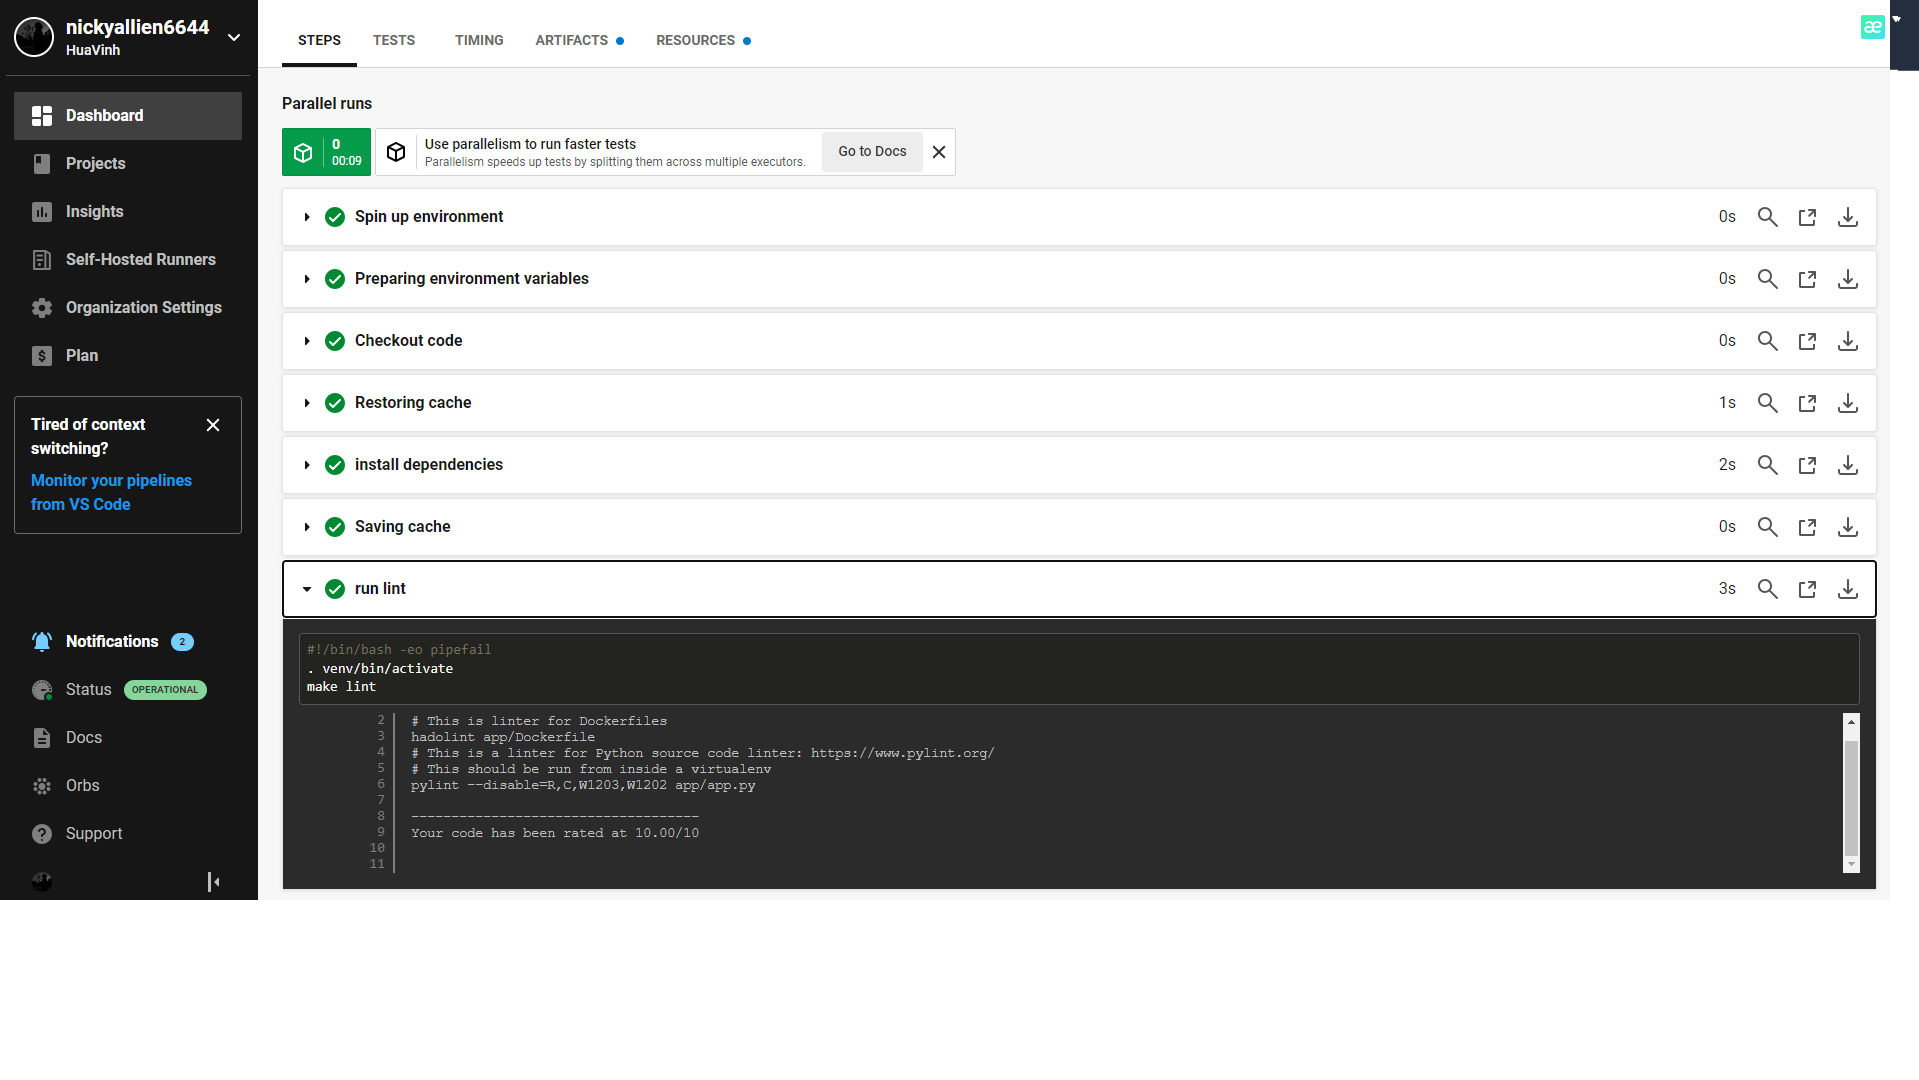 nickyallien6644
HuaVinh
Dashboard
Projects
Insights
Self-Hosted Runners
Organization Settings
Plan
Tired of context
switching?
Monitor your pipelines
from VS Code
Notifications 2
Status OPERATIONAL
Docs
Orbs
Support
STEPS TESTS TIMING ARTIFACTS RESOURCES
æ
Parallel runs
0
00:09
Use parallelism to run faster tests
Parallelism speeds up tests by splitting them across multiple executors.
Go to Docs
Spin up environment 0s
Preparing environment variables 0s
Checkout code 0s
Restoring cache 1s
install dependencies 2s
Saving cache 0s
run lint 3s
#!/bin/bash -eo pipefail
. venv/bin/activate
make lint
2 # This is linter for Dockerfiles
3 hadolint app/Dockerfile
4 # This is a linter for Python source code linter: https://www.pylint.org/
5 # This should be run from inside a virtualenv
6 pylint --disable=R,C,W1203,W1202 app/app.py
7
8 ------------------------------------
9 Your code has been rated at 10.00/10
10
11